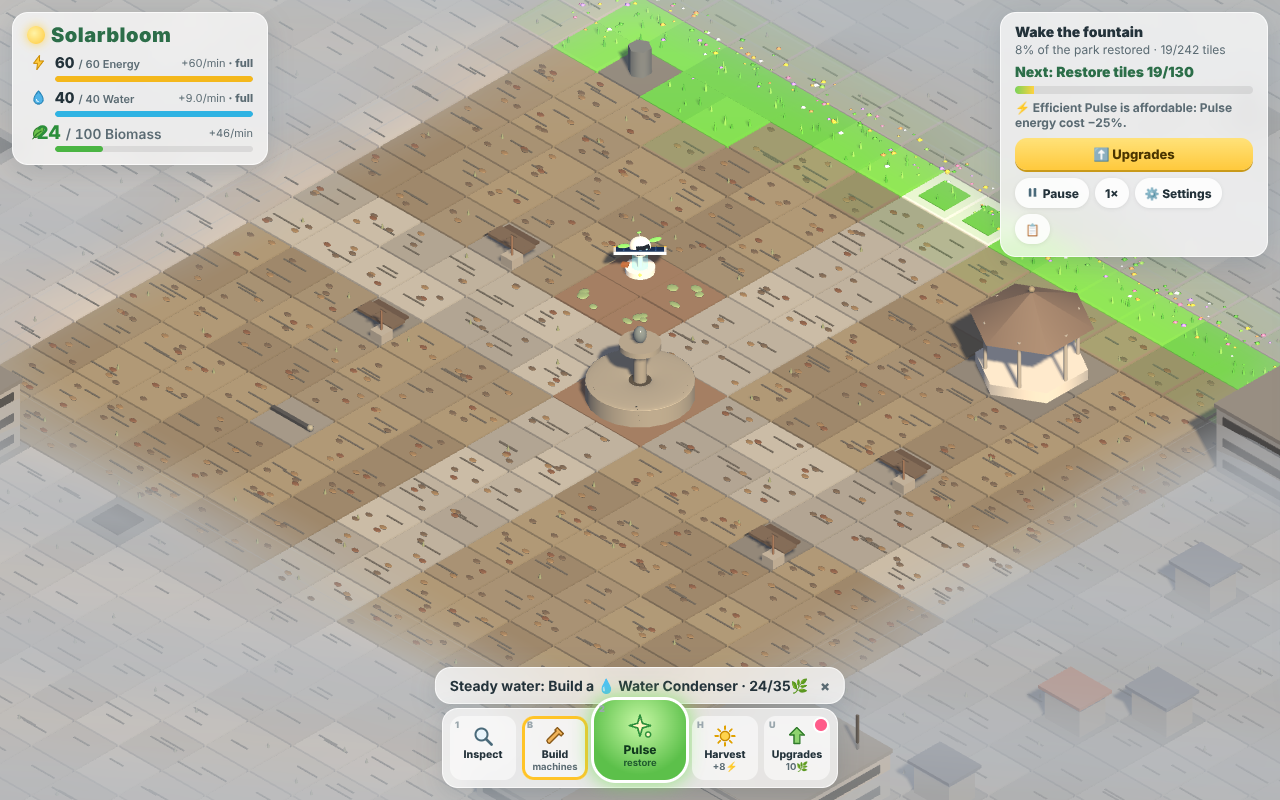 Solarbloom
60 / 60 Energy +60/min · full
40 / 40 Water +9.0/min · full
24 / 100 Biomass +46/min
Wake the fountain
8% of the park restored · 19/242 tiles
Next: Restore tiles 19/130
⚡ Efficient Pulse is affordable: Pulse
energy cost −25%.
⬆️ Upgrades
Pause
1×
⚙️ Settings
Steady water: Build a 💧 Water Condenser · 24/35🌿 ×
1
Inspect
B
Build
machines
Pulse
restore
H
Harvest
+8⚡
U
Upgrades
10🌿